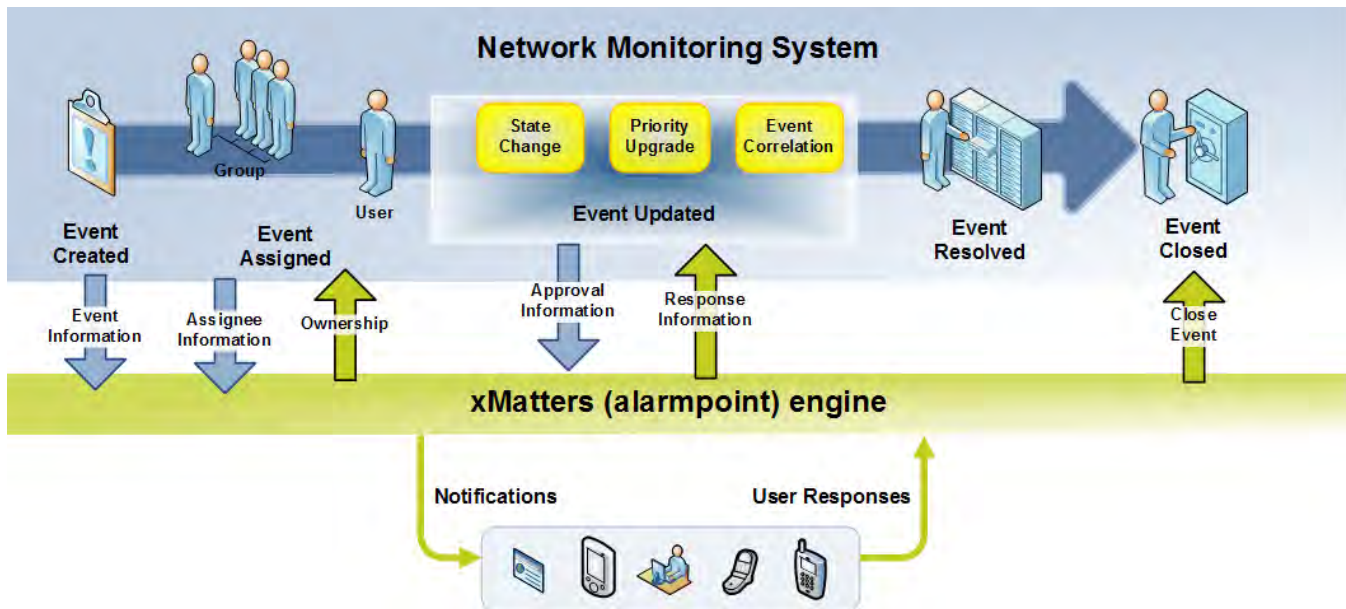 Network Monitoring System
State
Change
Priority
Upgrade
Event
Correlation
Group
User
Event Updated
Event
Created
Event
Assigned
Event
Resolved
Event
Closed
Event
Information
Assignee
Information
Ownership
Approval
Information
Response
Information
Close
Event
xMatters (alarmpoint) engine
Notifications
User Responses